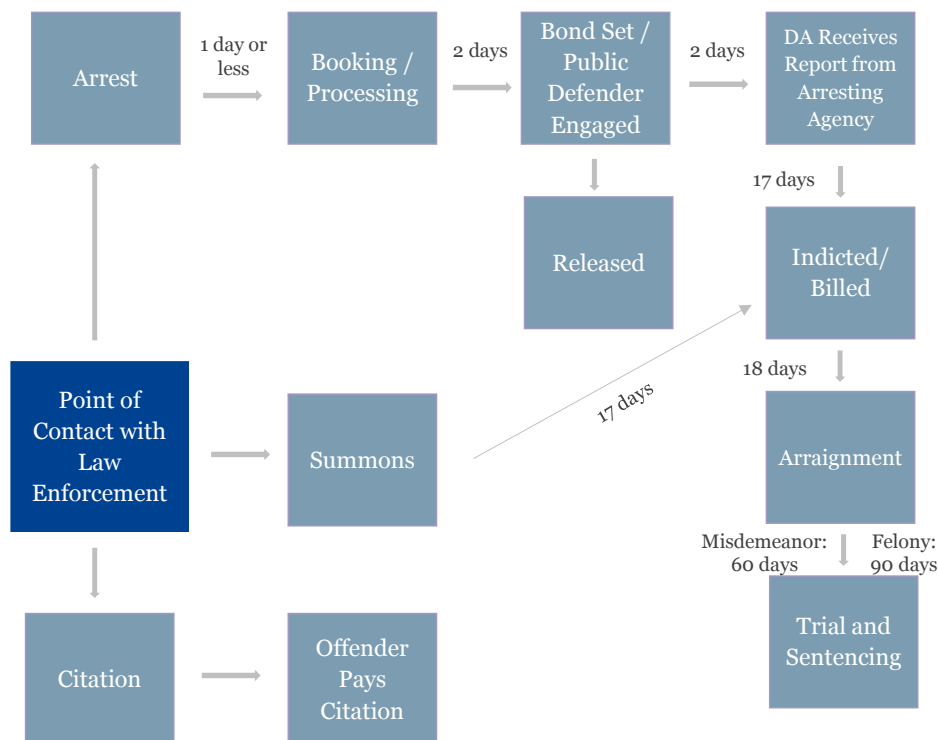 Arrest
1 day or
less
Booking /
Processing
2 days
Bond Set /
Public
Defender
Engaged
2 days
DA Receives
Report from
Arresting
Agency
17 days
Released
Indicted/
Billed
18 days
Point of
Contact with
Law
Enforcement
Summons
17 days
Arraignment
Misdemeanor:
60 days
Felony:
90 days
Citation
Offender
Pays
Citation
Trial and
Sentencing